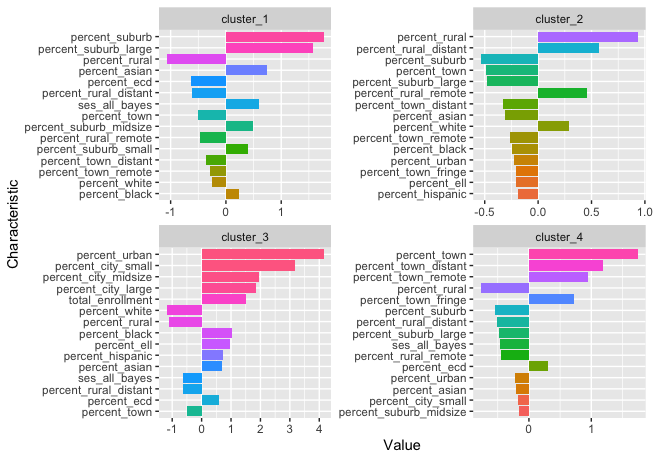 cluster_1
percent_suburb
percent_suburb_large
percent_rural
percent_asian
percent_ecd
percent_rural_distant
ses_all_bayes
percent_town
percent_suburb_midsize
percent_rural_remote
percent_suburb_small
percent_town_distant
percent_town_remote
percent_white
percent_black
-1 0 1
cluster_2
percent_rural
percent_rural_distant
percent_suburb
percent_town
percent_suburb_large
percent_rural_remote
percent_town_distant
percent_asian
percent_white
percent_town_remote
percent_black
percent_urban
percent_town_fringe
percent_ell
percent_hispanic
-0.5 0.0 0.5 1.0
cluster_3
percent_urban
percent_city_small
percent_city_midsize
percent_city_large
total_enrollment
percent_white
percent_rural
percent_black
percent_ell
percent_hispanic
percent_asian
ses_all_bayes
percent_rural_distant
percent_ecd
percent_town
-1 0 1 2 3 4
cluster_4
percent_town
percent_town_distant
percent_town_remote
percent_rural
percent_town_fringe
percent_suburb
percent_rural_distant
percent_suburb_large
ses_all_bayes
percent_rural_remote
percent_ecd
percent_urban
percent_asian
percent_city_small
percent_suburb_midsize
0 1
Characteristic
Value